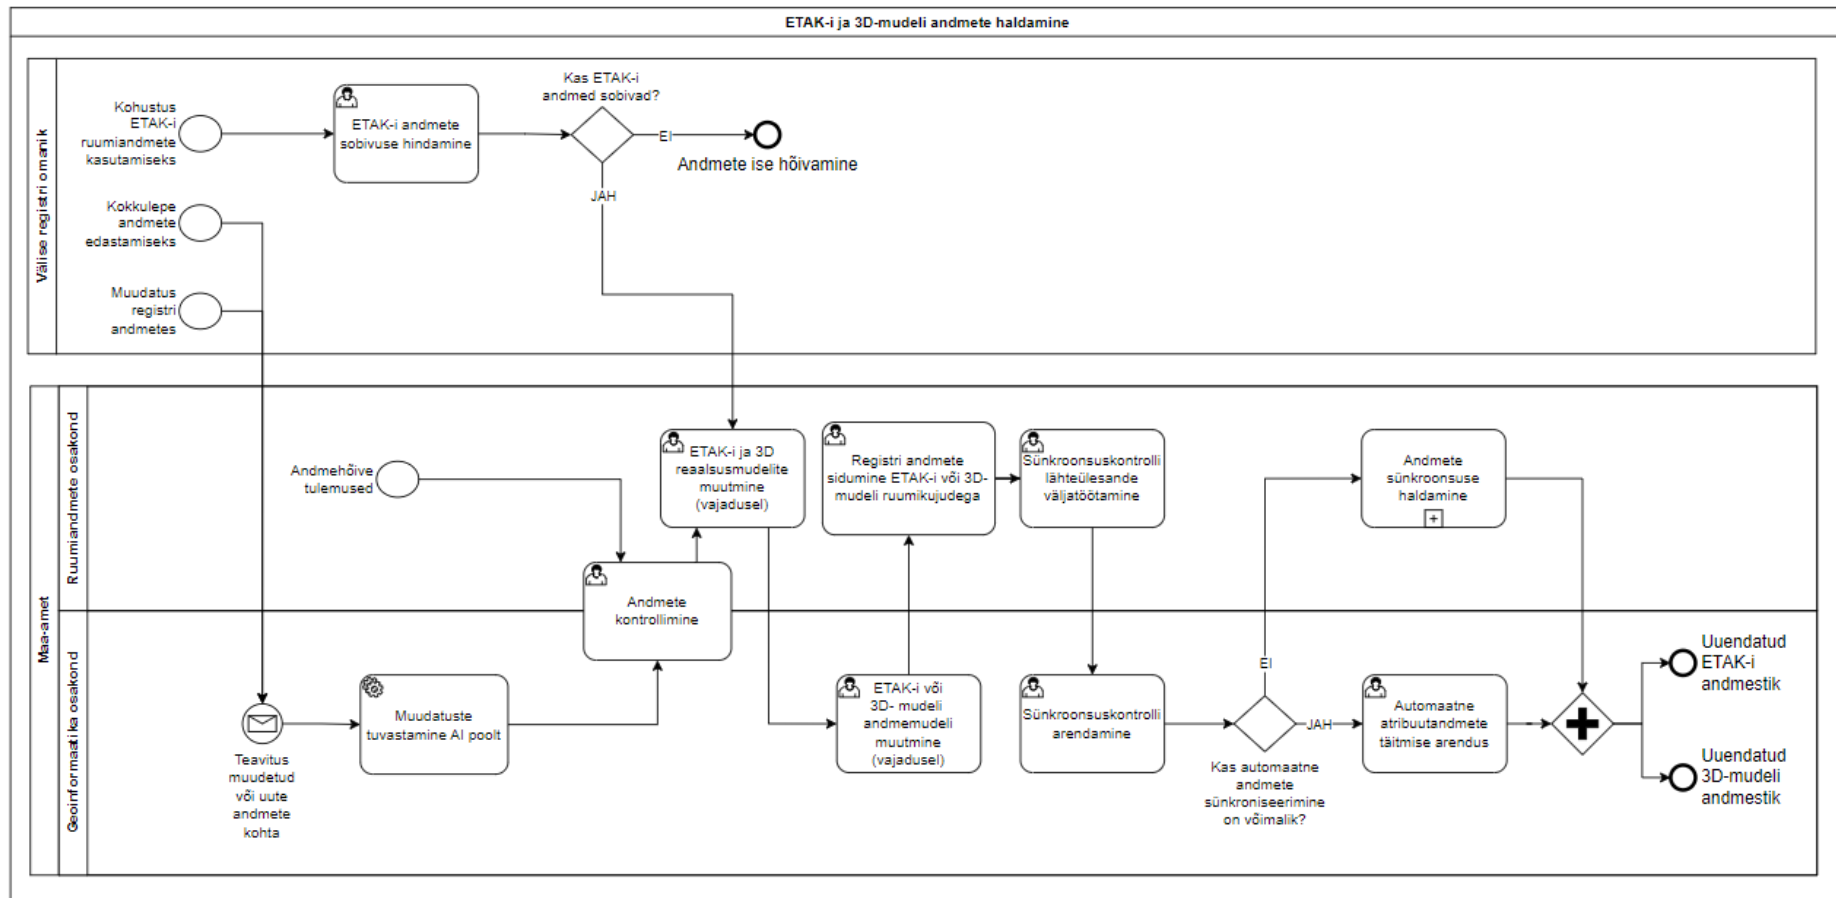 ETAK-i ja 3D-mudeli andmete haldamine
Välise registri omanik
Kohustus
ETAK-i
ruumiandmete
kasutamiseks
ETAK-i andmete
sobivuse hindamine
Kas ETAK-i
andmed sobivad?
EI
Andmete ise hõivamine
JAH
Kokkulepe
andmete
edastamiseks
Muudatus
registri
andmetes
Maa-amet
Ruumiandmete osakond
Andmehõive
tulemused
ETAK-i ja 3D
reaalsusmudelite
muutmine
(vajadusel)
Registri andmete
sidumine ETAK-i või 3D-
mudeli ruumikujudega
Sünkroonsuskontrolli
lähteülesande
väljatöötamine
Andmete
sünkroonsuse
haldamine
Andmete
kontrollimine
Geoinformaatika osakond
Teavitus
muudetud
või uute
andmete
kohta
Muudatuste
tuvastamine AI poolt
ETAK-i või
3D- mudeli
andmemudeli
muutmine
(vajadusel)
Sünkroonsuskontrolli
arendamine
EI
JAH
Kas automaatne
andmete
sünkroniseerimine
on võimalik?
Automaatne
atribuutandmete
täitmise arendus
Uuendatud
ETAK-i
andmestik
Uuendatud
3D-mudeli
andmestik